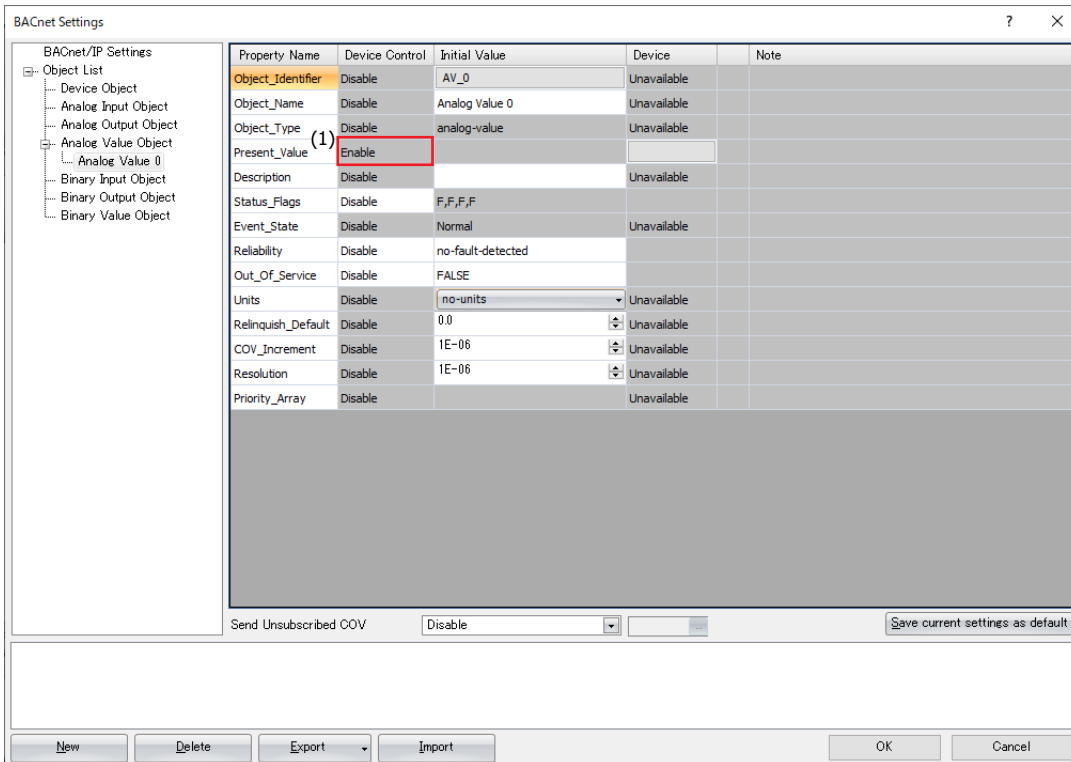 BACnet Settings
? ×
BACnet/IP Settings
Object List
Device Object
Analog Input Object
Analog Output Object
Analog Value Object
Analog Value 0
Binary Input Object
Binary Output Object
Binary Value Object
Property Name Device Control Initial Value Device Note
Object_Identifier Disable AV_0 Unavailable
Object_Name Disable Analog Value 0 Unavailable
Object_Type Disable analog-value Unavailable
(1)
Present_Value Enable
Description Disable Unavailable
Status_Flags Disable F,F,F,F
Event_State Disable Normal Unavailable
Reliability Disable no-fault-detected
Out_Of_Service Disable FALSE
Units Disable no-units Unavailable
Relinquish_Default Disable 0.0 Unavailable
COV_Increment Disable 1E-06 Unavailable
Resolution Disable 1E-06 Unavailable
Priority_Array Disable Unavailable
Send Unsubscribed COV Disable ... Save current settings as default
New Delete Export Import OK Cancel